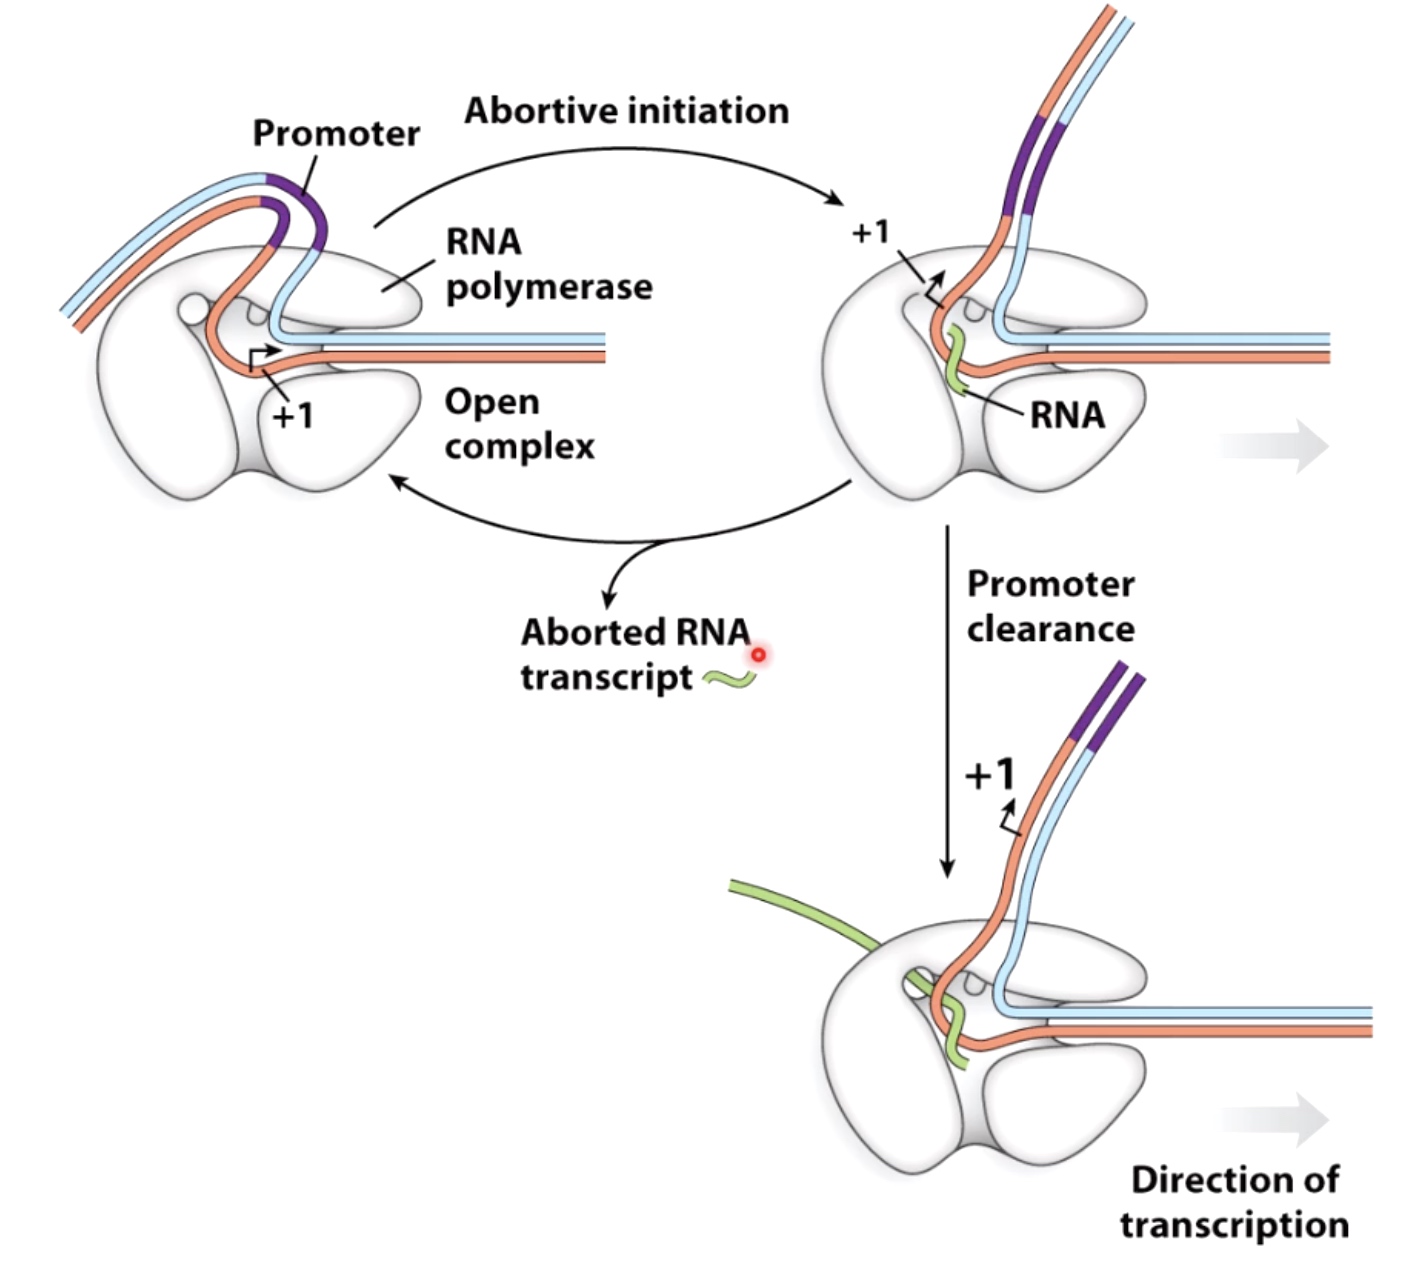 Abortive initiation
Promoter
RNA
polymerase
+1
+1
Open
complex
RNA
Promoter
clearance
Aborted RNA
transcript
+1
Direction of
transcription